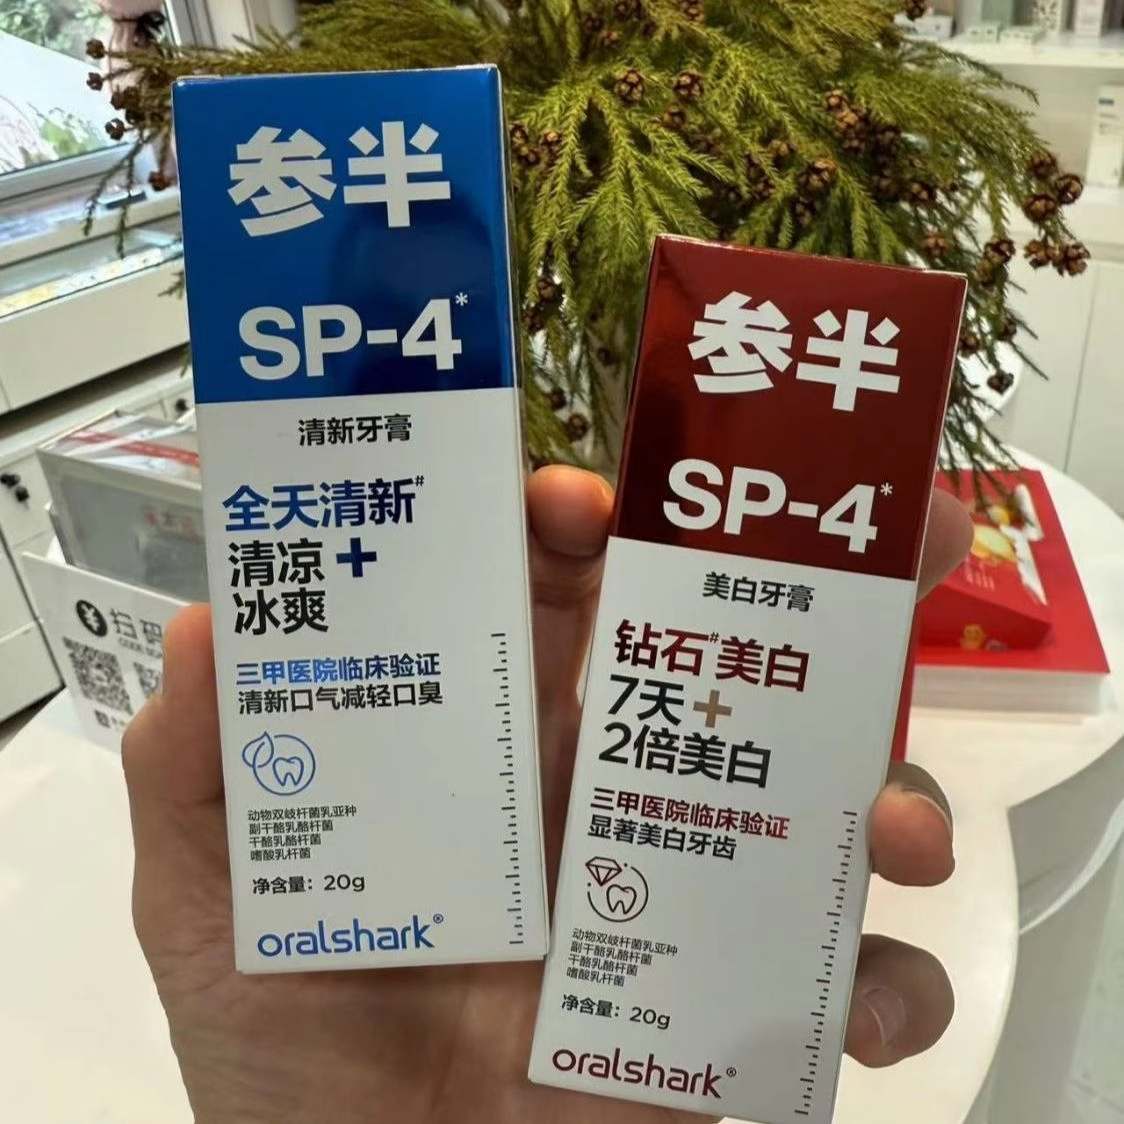 参半
SP-4*
清新牙膏
全天清新#
清凉+
冰爽
三甲医院临床验证
清新口气减轻口臭
动物双岐杆菌乳亚种
副干酪乳酪杆菌
干酪乳酪杆菌
嗜酸乳杆菌
净含量：20g
oralshark®
参半
SP-4*
美白牙膏
钻石#美白
7天+
2倍美白
三甲医院临床验证
显著美白牙齿
动物双岐杆菌乳亚种
副干酪乳酪杆菌
干酪乳酪杆菌
嗜酸乳杆菌
净含量：20g
oralshark®
扫码